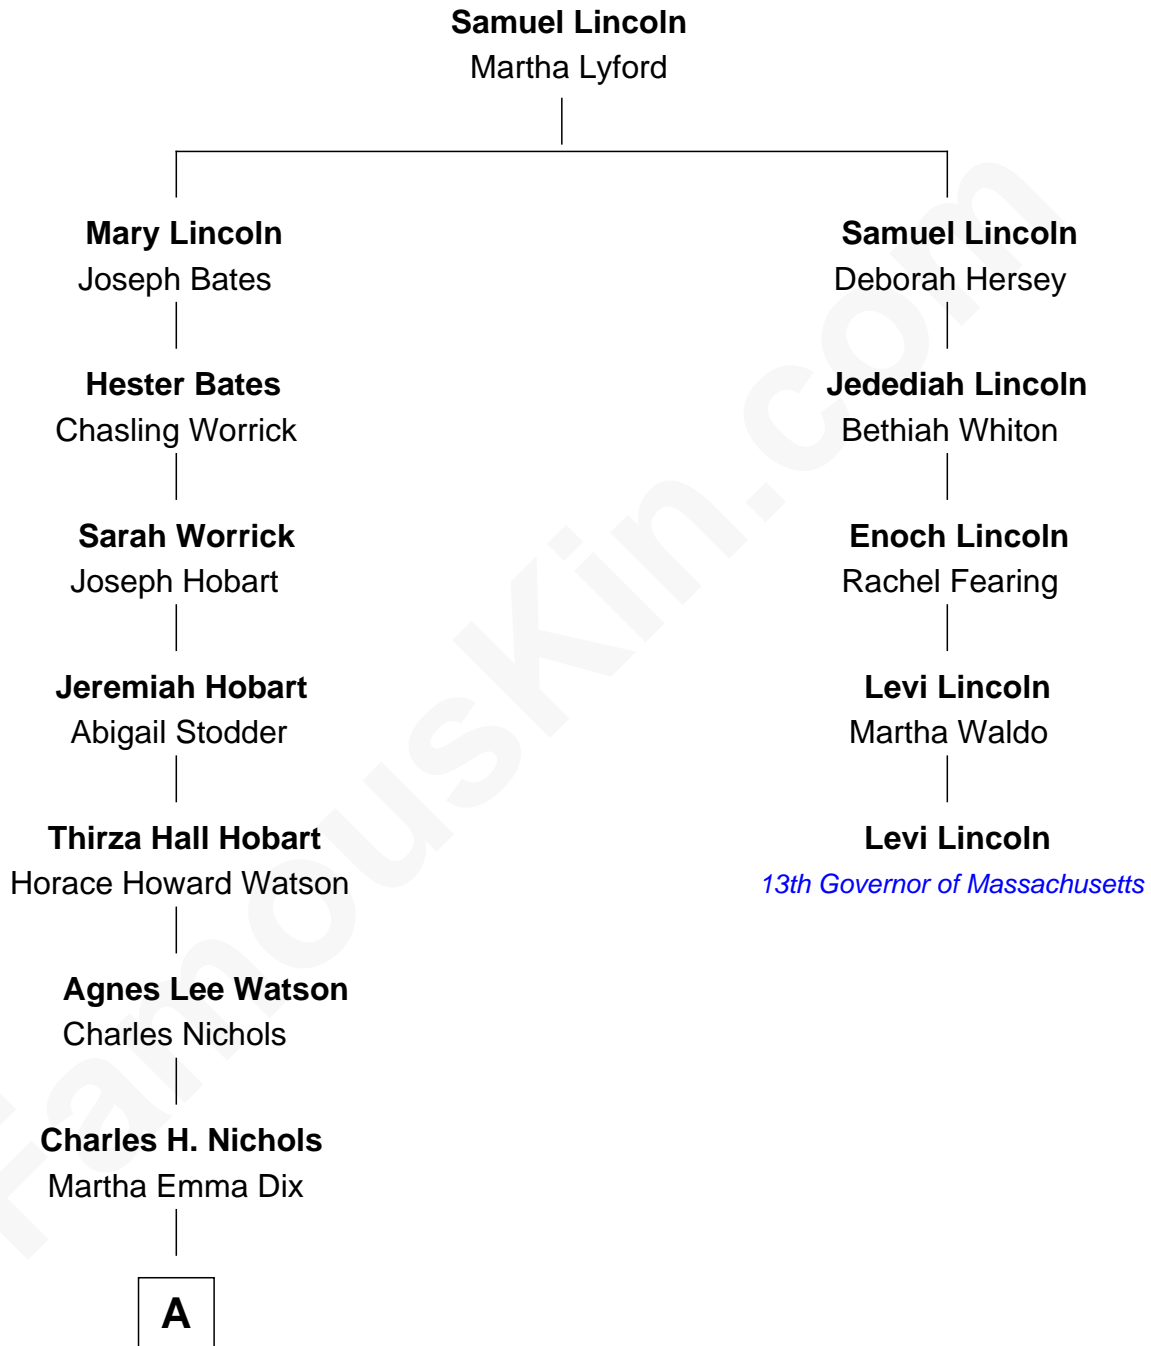 Samuel Lincoln
Martha Lyford
Mary Lincoln
Joseph Bates
Samuel Lincoln
Deborah Hersey
Hester Bates
Chasling Worrick
Jedediah Lincoln
Bethiah Whiton
Sarah Worrick
Joseph Hobart
Enoch Lincoln
Rachel Fearing
Jeremiah Hobart
Abigail Stodder
Levi Lincoln
Martha Waldo
Thirza Hall Hobart
Horace Howard Watson
Levi Lincoln
13th Governor of Massachusetts
Agnes Lee Watson
Charles Nichols
Charles H. Nichols
Martha Emma Dix
A
FamousKin.com